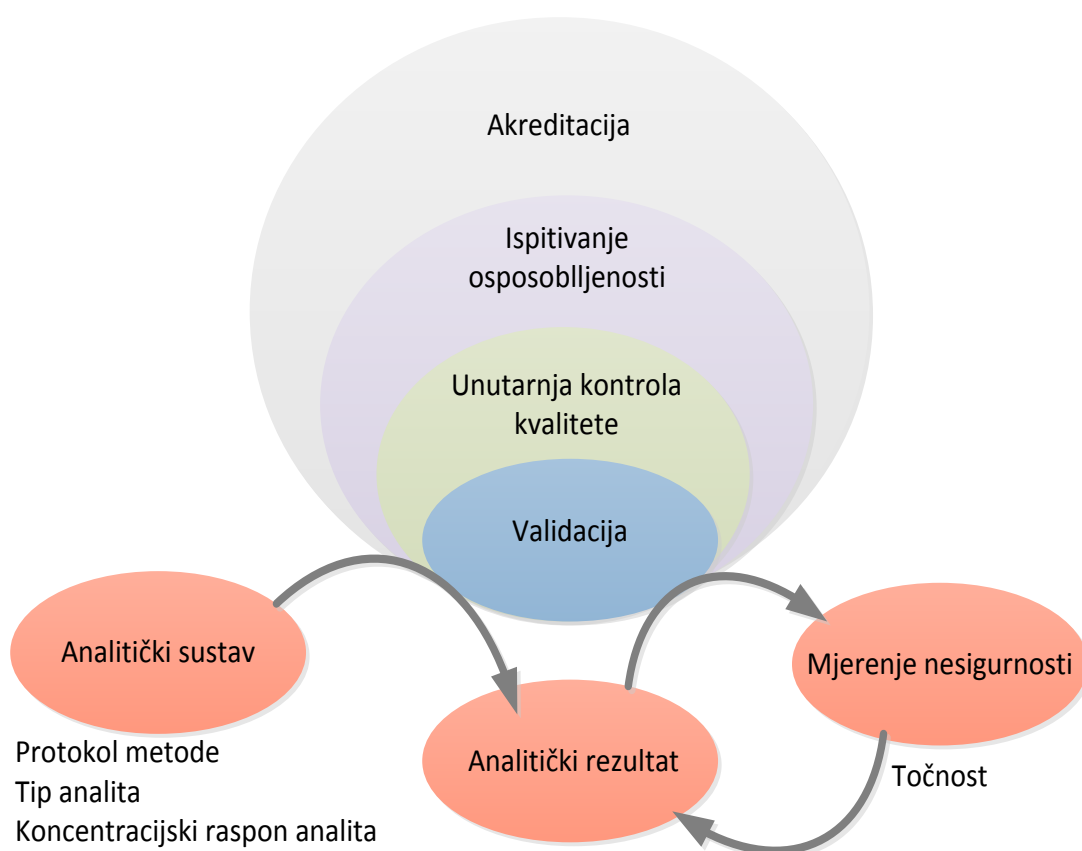 Akreditacija
Ispitivanje
osposoblljenosti
Unutarnja kontrola
kvalitete
Validacija
Analitički sustav
Mjerenje nesigurnosti
Analitički rezultat
Točnost
Protokol metode
Tip analita
Koncentracijski raspon analita